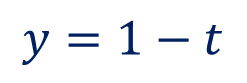 y = 1 − t